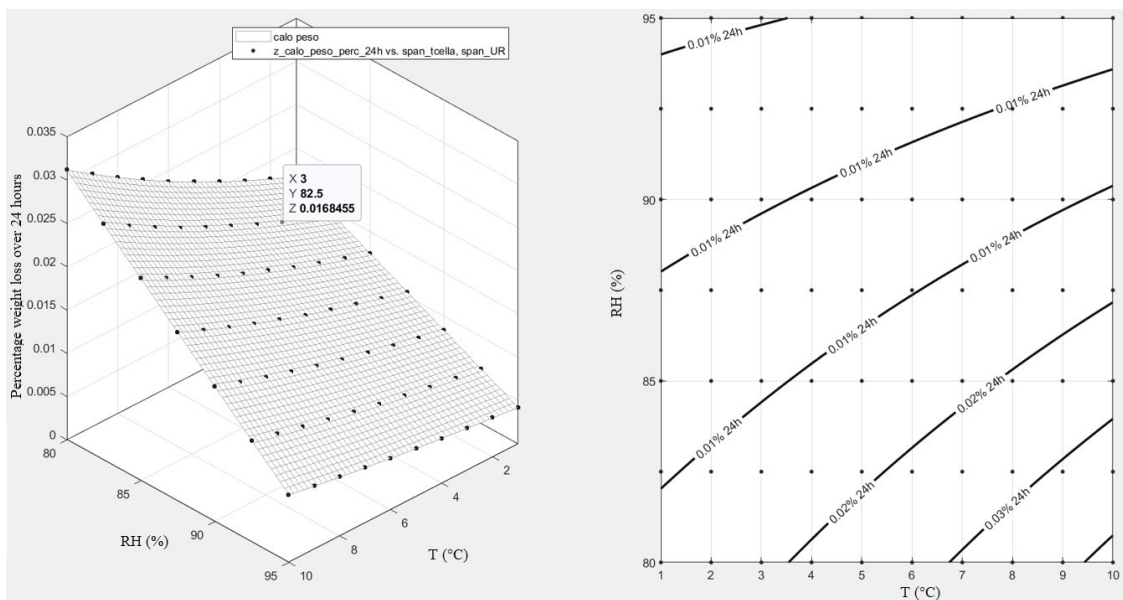 calo peso
z_calo_peso_perc_24h vs. span_tcella, span_UR
X 3
Y 82.5
Z 0.0168455
Percentage weight loss over 24 hours
0.035
0.03
0.025
0.02
0.015
0.01
0.005
0
80
85
90
95
RH (%)
10
8
6
4
2
T (°C)
RH (%)
95
90
85
80
0.01% 24h
0.01% 24h
0.01% 24h
0.01% 24h
0.01% 24h
0.01% 24h
0.01% 24h
0.02% 24h
0.01% 24h
0.02% 24h
0.03% 24h
1
2
3
4
5
6
7
8
9
10
T (°C)